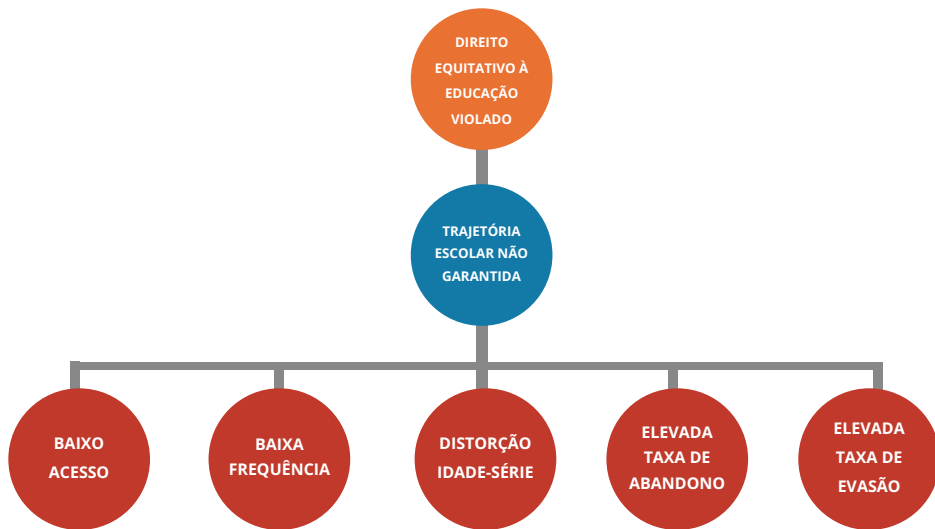 DIREITO
EQUITATIVO À
EDUCAÇÃO
VIOLADO
TRAJETÓRIA
ESCOLAR NÃO
GARANTIDA
BAIXO
ACESSO
BAIXA
FREQUÊNCIA
DISTORÇÃO
IDADE-SÉRIE
ELEVADA
TAXA DE
ABANDONO
ELEVADA
TAXA DE
EVASÃO